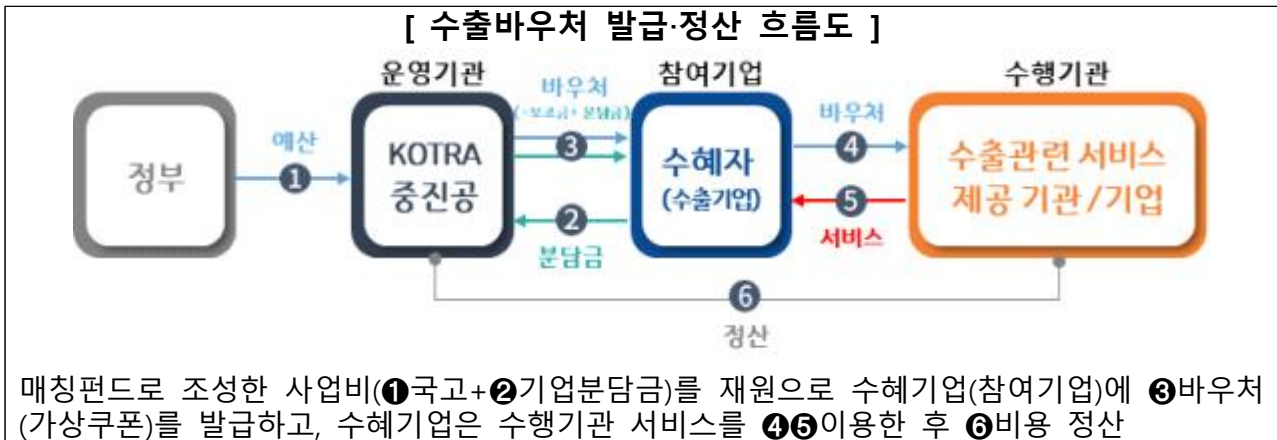 [ 수출바우처 발급·정산 흐름도 ]
운영기관
참여기업
수행기관
정부
예산
❶
KOTRA
중진공
바우처
(+보조금+ 분담금)
❸
❷
분담금
수혜자
(수출기업)
바우처
❹
❺
서비스
수출관련 서비스
제공 기관/기업
❻
정산
매칭펀드로 조성한 사업비(❶국고+❷기업분담금)를 재원으로 수혜기업(참여기업)에 ❸바우처
(가상쿠폰)를 발급하고, 수혜기업은 수행기관 서비스를 ❹❺이용한 후 ❻비용 정산